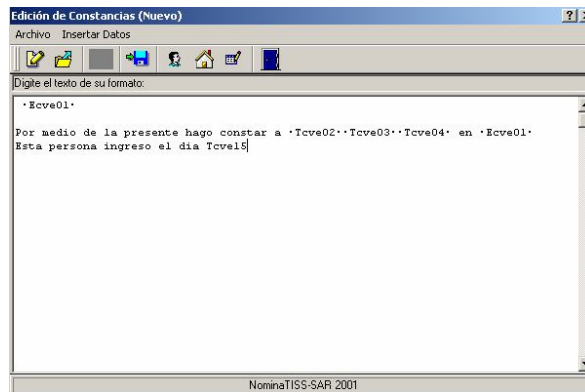 Edición de Constancias (Nuevo)
Archivo Insertar Datos
Digite el texto de su formato:
·Ecve01·
Por medio de la presente hago constar a ·Tcve02··Tcve03··Tcve04· en ·Ecve01·
Esta persona ingreso el dia Tcve15
NominaTISS-SAR 2001